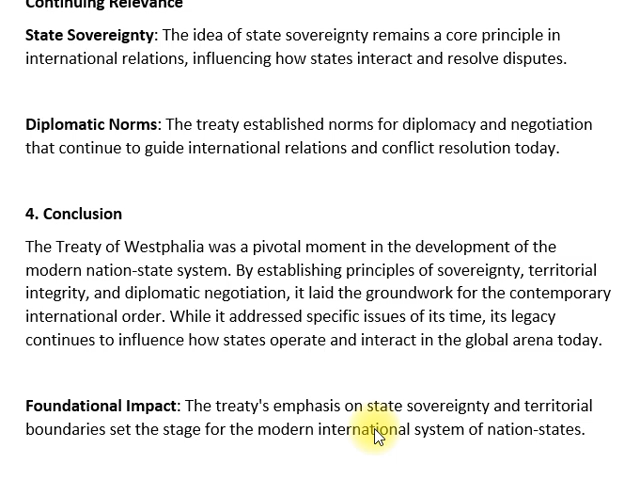 Continuing Relevance
State Sovereignty: The idea of state sovereignty remains a core principle in
international relations, influencing how states interact and resolve disputes.
Diplomatic Norms: The treaty established norms for diplomacy and negotiation
that continue to guide international relations and conflict resolution today.
4. Conclusion
The Treaty of Westphalia was a pivotal moment in the development of the
modern nation-state system. By establishing principles of sovereignty, territorial
integrity, and diplomatic negotiation, it laid the groundwork for the contemporary
international order. While it addressed specific issues of its time, its legacy
continues to influence how states operate and interact in the global arena today.
Foundational Impact: The treaty's emphasis on state sovereignty and territorial
boundaries set the stage for the modern international system of nation-states.